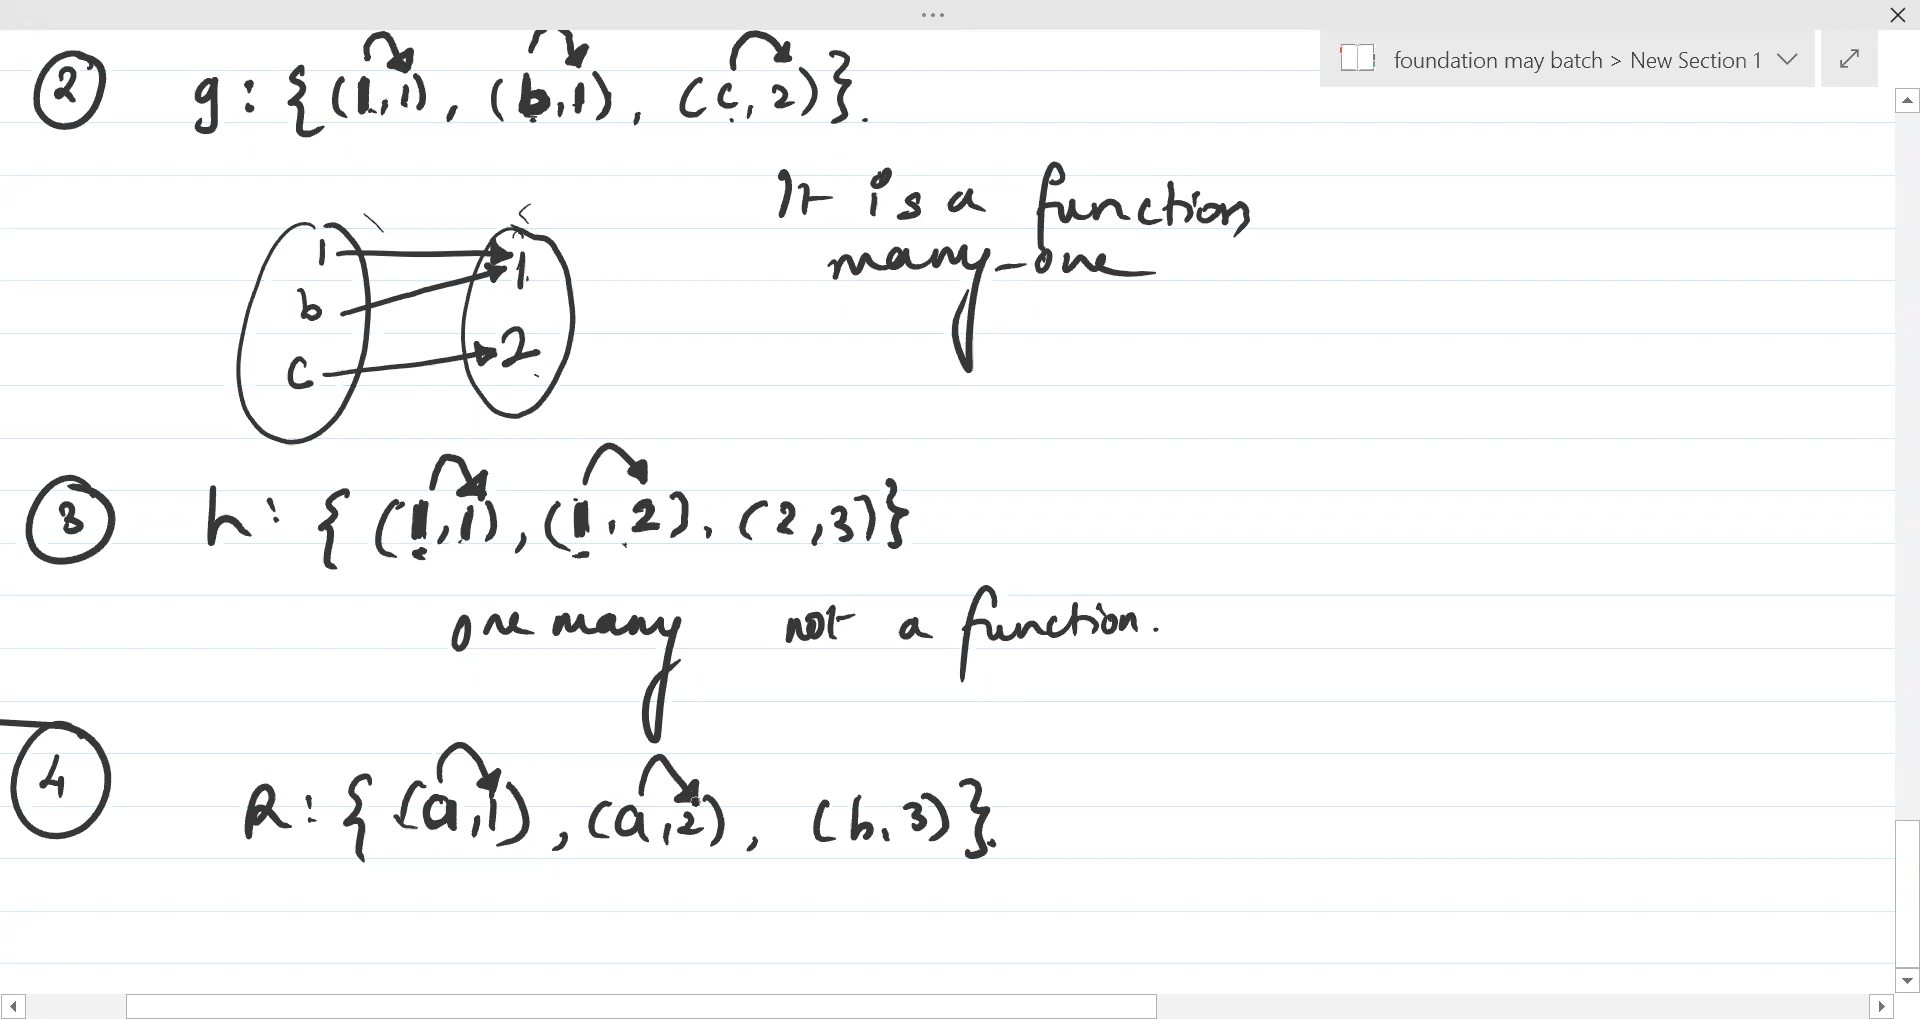 foundation may batch > New Section 1
2 g: {(1,1), (b,1), (c,2)}.
It is a function
many-one
1 1
b
c 2
3 h: {(1,1), (1,2), (2,3)}
one many not a function.
4 R: {(a,1), (a,2), (b,3)}.